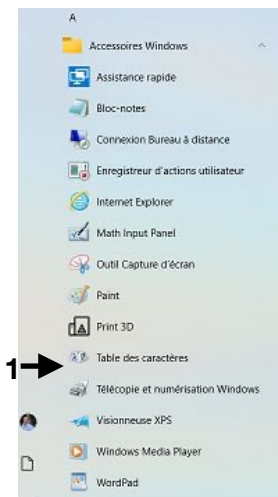 A
Accessoires Windows
Assistance rapide
Bloc-notes
Connexion Bureau à distance
Enregistreur d'actions utilisateur
Internet Explorer
Math Input Panel
Outil Capture d'écran
Paint
Print 3D
1 Table des caractères
Télécopie et numérisation Windows
Visionneuse XPS
Windows Media Player
WordPad